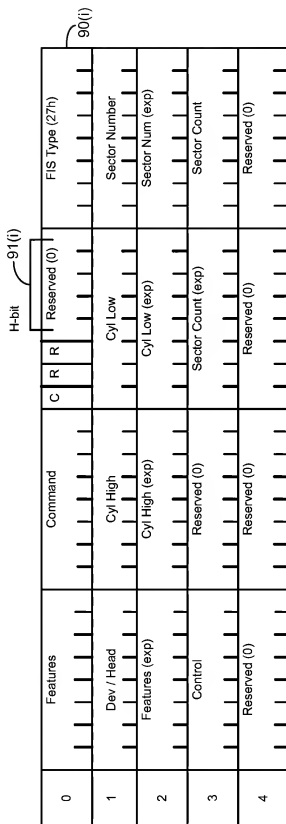 90(i)
H-bit
91(i)
0 Features Command C R R Reserved (0) FIS Type (27h)
1 Dev / Head Cyl High Cyl Low Sector Number
2 Features (exp) Cyl High (exp) Cyl Low (exp) Sector Num (exp)
3 Control Reserved (0) Sector Count (exp) Sector Count
4 Reserved (0) Reserved (0) Reserved (0) Reserved (0)